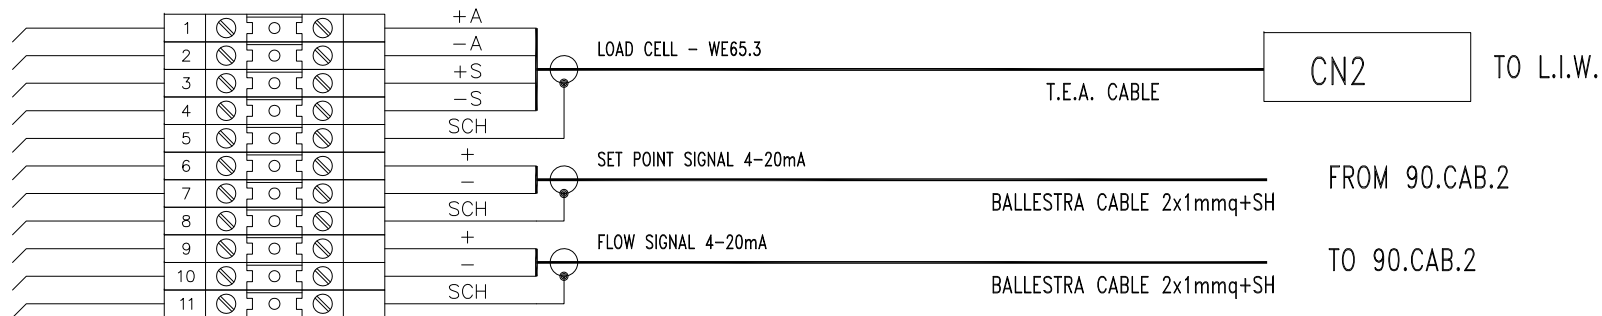 1 +A
2 −A
3 +S
4 −S
5 SCH
LOAD CELL − WE65.3
T.E.A. CABLE
CN2
TO L.I.W.
6 +
7 −
8 SCH
SET POINT SIGNAL 4−20mA
BALLESTRA CABLE 2x1mmq+SH
FROM 90.CAB.2
9 +
10 −
11 SCH
FLOW SIGNAL 4−20mA
BALLESTRA CABLE 2x1mmq+SH
TO 90.CAB.2